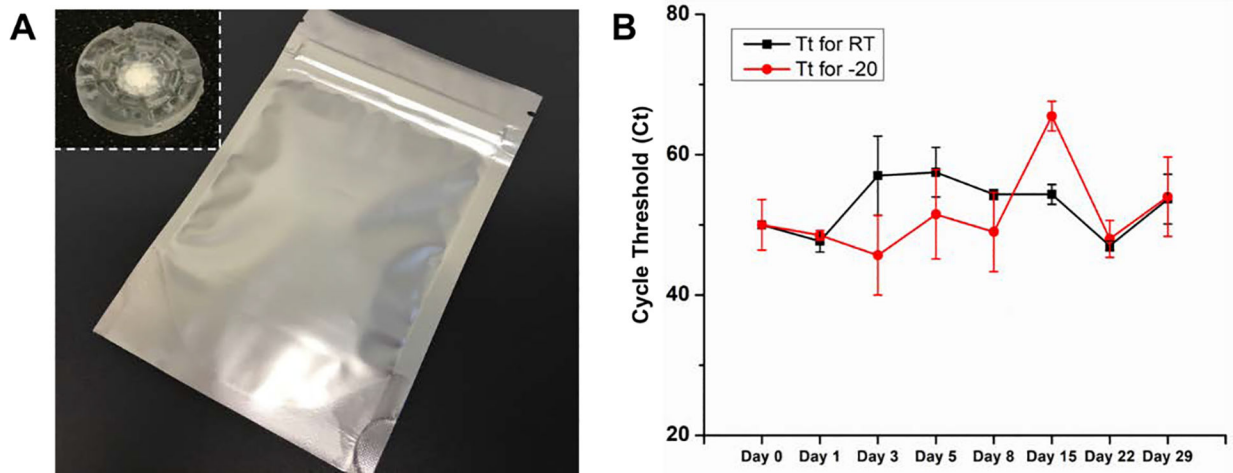 A
B
80
60
40
20
Cycle Threshold (Ct)
Tt for RT
Tt for -20
Day 0 Day 1 Day 3 Day 5 Day 8 Day 15 Day 22 Day 29